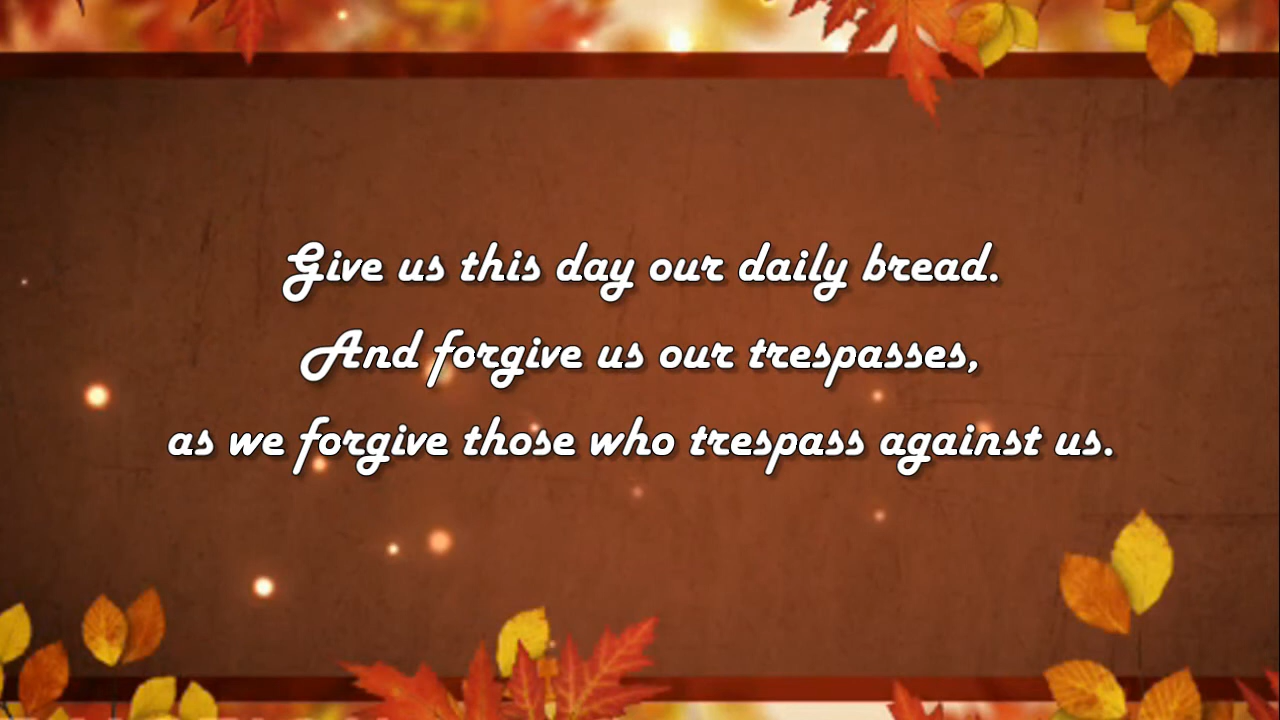 Give us this day our daily bread.
And forgive us our trespasses,
as we forgive those who trespass against us.